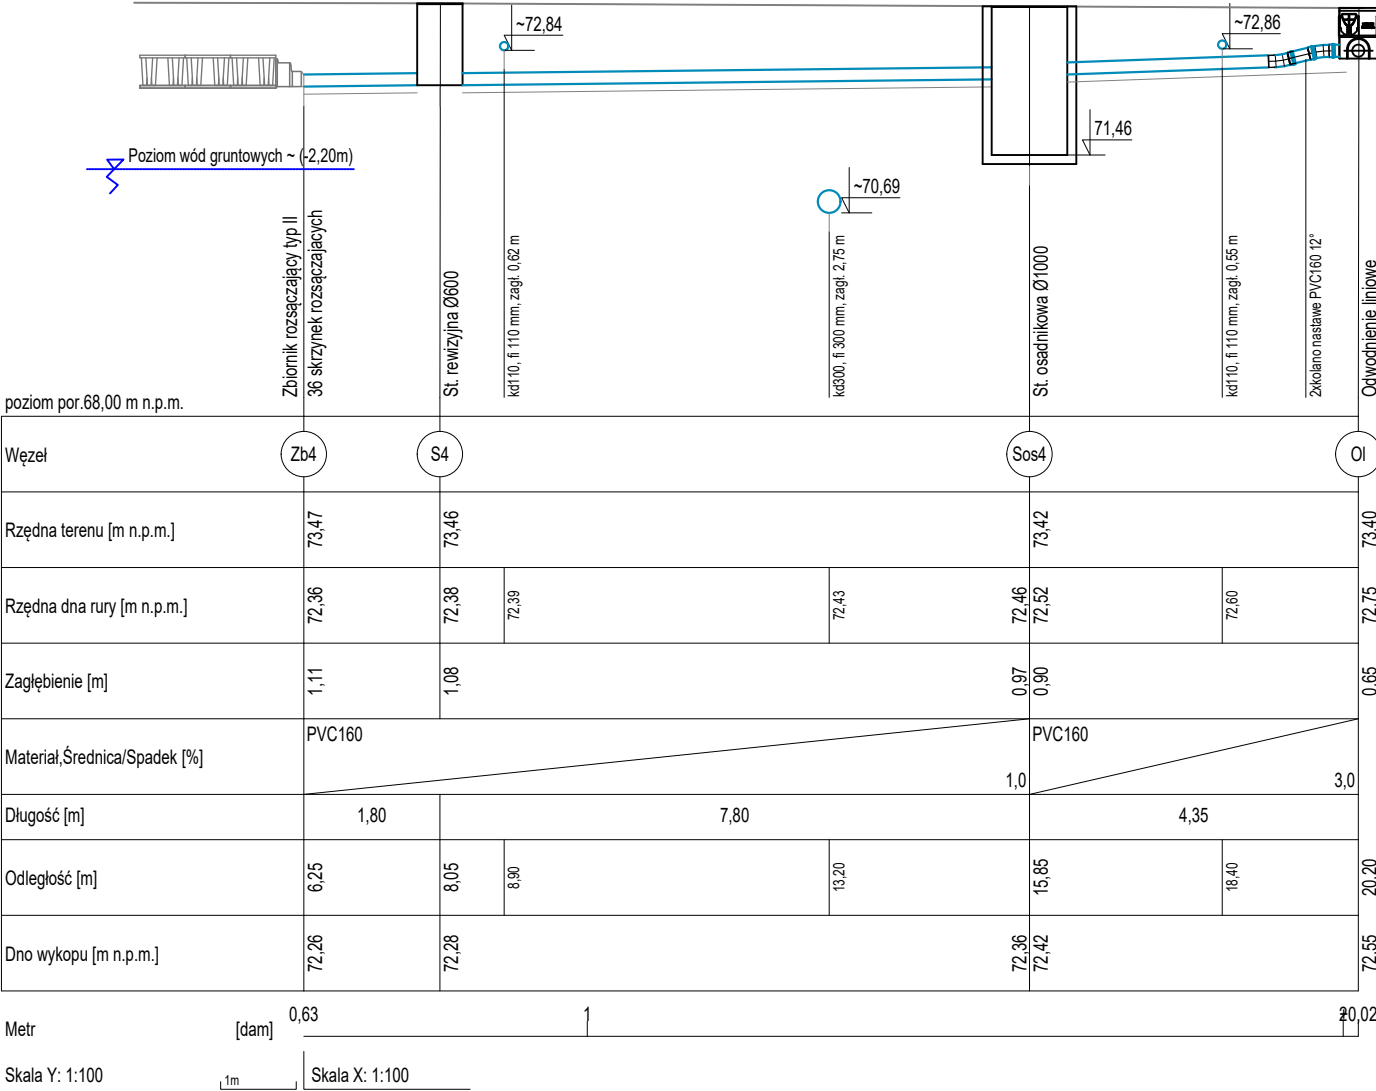 ~72,84
~72,86
71,46
Poziom wód gruntowych ~ (-2,20m)
~70,69
Zbiornik rozsączający typ II
36 skrzynek rozsączajacych
St. rewizyjna Ø600
kd110, fi 110 mm, zagł. 0,62 m
kd300, fi 300 mm, zagł. 2,75 m
St. osadnikowa Ø1000
kd110, fi 110 mm, zagł. 0,55 m
2xkolano nastawe PVC160 12°
Odwodnienie liniowe
poziom por.68,00 m n.p.m.
Węzeł Zb4 S4 Sos4 Ol
Rzędna terenu [m n.p.m.] 73,47 73,46 73,42 73,40
Rzędna dna rury [m n.p.m.] 72,36 72,38 72,39 72,43 72,46 72,52 72,60 72,75
Zagłębienie [m] 1,11 1,08 0,97 0,90 0,65
Materiał,Średnica/Spadek [%] PVC160 1,0 PVC160 3,0
Długość [m] 1,80 7,80 4,35
Odległość [m] 6,25 8,05 8,90 13,20 15,85 18,40 20,20
Dno wykopu [m n.p.m.] 72,26 72,28 72,36 72,42 72,55
Metr [dam] 0,63 1 20,02
Skala Y: 1:100 1m Skala X: 1:100